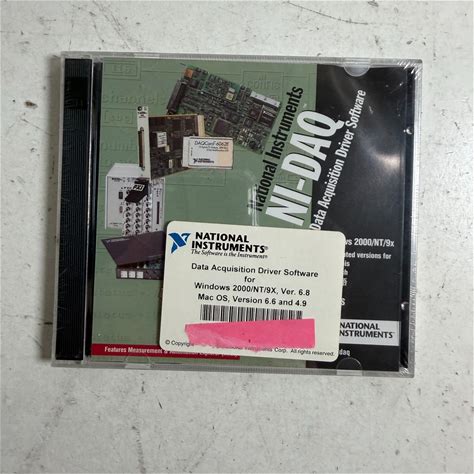 National Instruments
NI-DAQ
Data Acquisition Driver Software
DAQCard 6062E
NATIONAL
INSTRUMENTS®
The Software is the Instrument®
Data Acquisition Driver Software
for
Windows 2000/NT/9X, Ver. 6.8
Mac OS, Version 6.6 and 4.9
© Copyright
Corp. All rights reserved.
2000/NT/9x
versions for
NATIONAL
INSTRUMENTS
Features Measurement &
daq